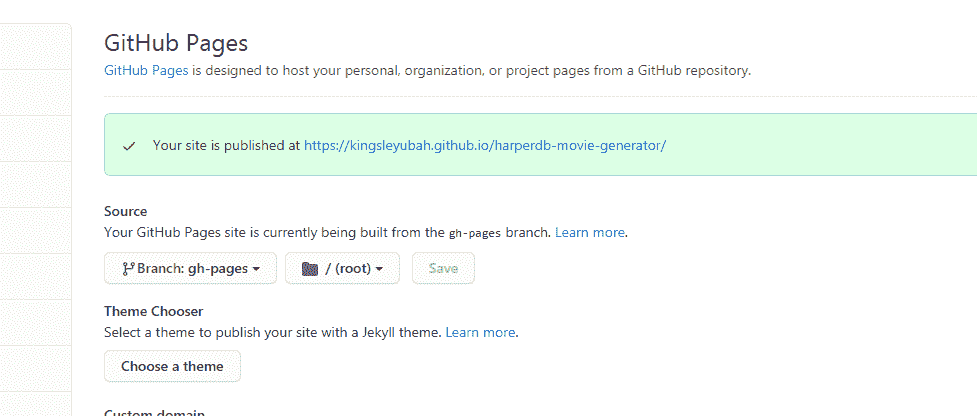 GitHub Pages
GitHub Pages is designed to host your personal, organization, or project pages from a GitHub repository.
Your site is published at https://kingsleyubah.github.io/harperdb-movie-generator/
Source
Your GitHub Pages site is currently being built from the gh-pages branch. Learn more.
Branch: gh-pages / (root) Save
Theme Chooser
Select a theme to publish your site with a Jekyll theme. Learn more.
Choose a theme
Custom domain